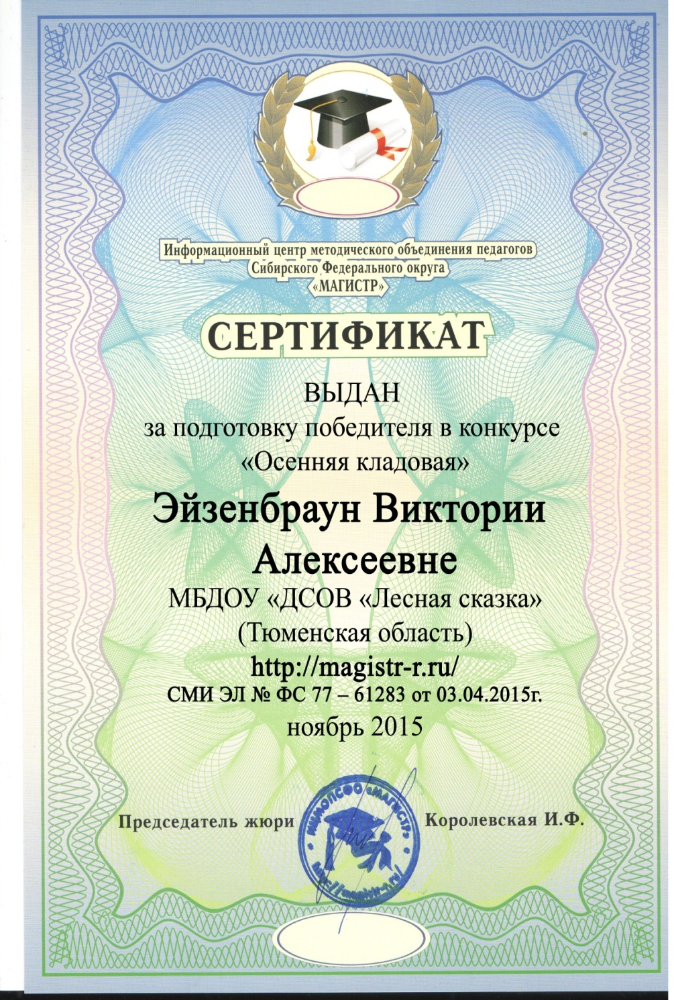 Информационный центр методического объединения педагогов
Сибирского Федерального округа
«МАГИСТР»
СЕРТИФИКАТ
ВЫДАН
за подготовку победителя в конкурсе
«Осенняя кладовая»
Эйзенбраун Виктории
Алексеевне
МБДОУ «ДСОВ «Лесная сказка»
(Тюменская область)
http://magistr-r.ru/
СМИ ЭЛ № ФС 77 – 61283 от 03.04.2015г.
ноябрь 2015
ИЦМОПСФО «МАГИСТР»
Председатель жюри
Королевская И.Ф.
http://magistr-r.ru/